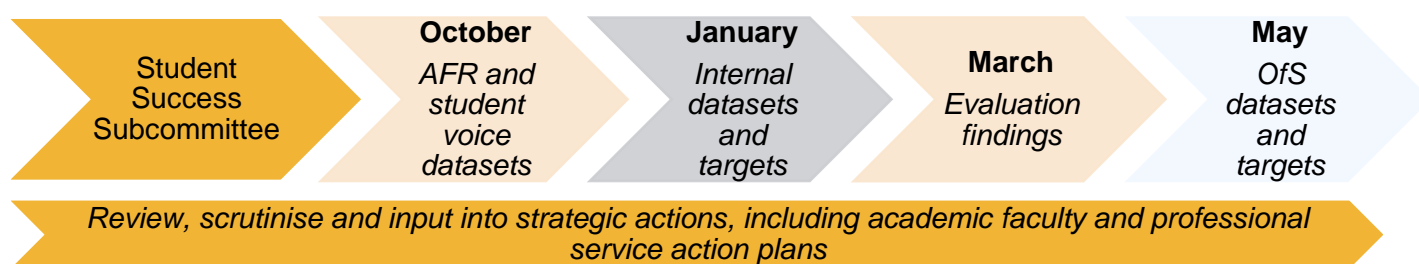 Student
Success
Subcommittee
October
AFR and
student
voice
datasets
January
Internal
datasets
and
targets
March
Evaluation
findings
May
OfS
datasets
and
targets
Review, scrutinise and input into strategic actions, including academic faculty and professional
service action plans